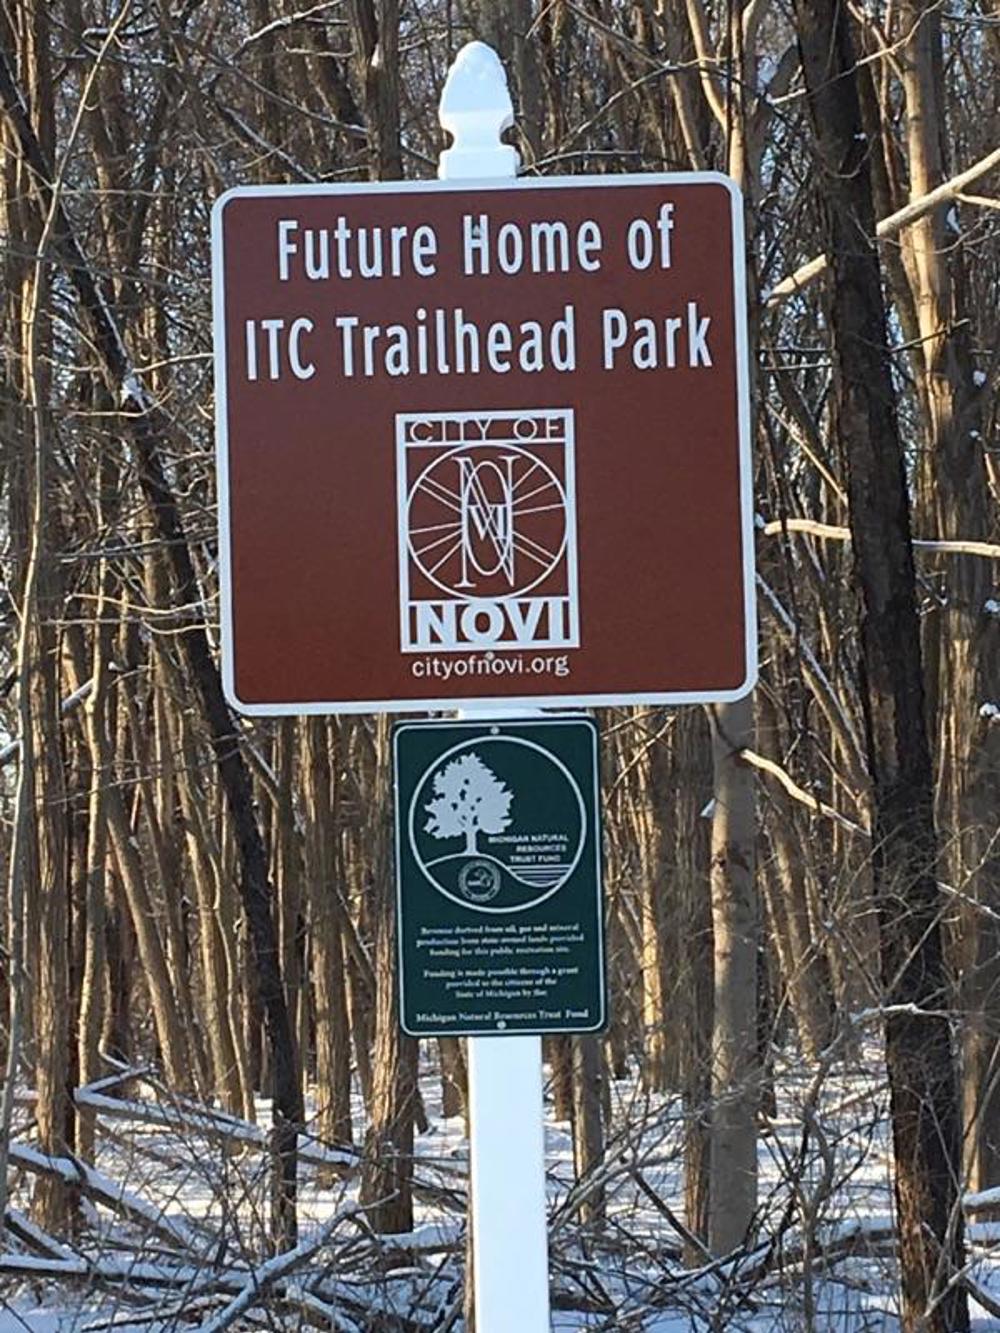 Future Home of
ITC Trailhead Park
CITY OF
NOVI
cityofnovi.org
MICHIGAN NATURAL
RESOURCES
TRUST FUND
Revenue derived from oil, gas and mineral
production from state-owned lands provided
funding for this public recreation site.
Funding is made possible through a grant
provided to the citizens of the
State of Michigan by the:
Michigan Natural Resources Trust Fund